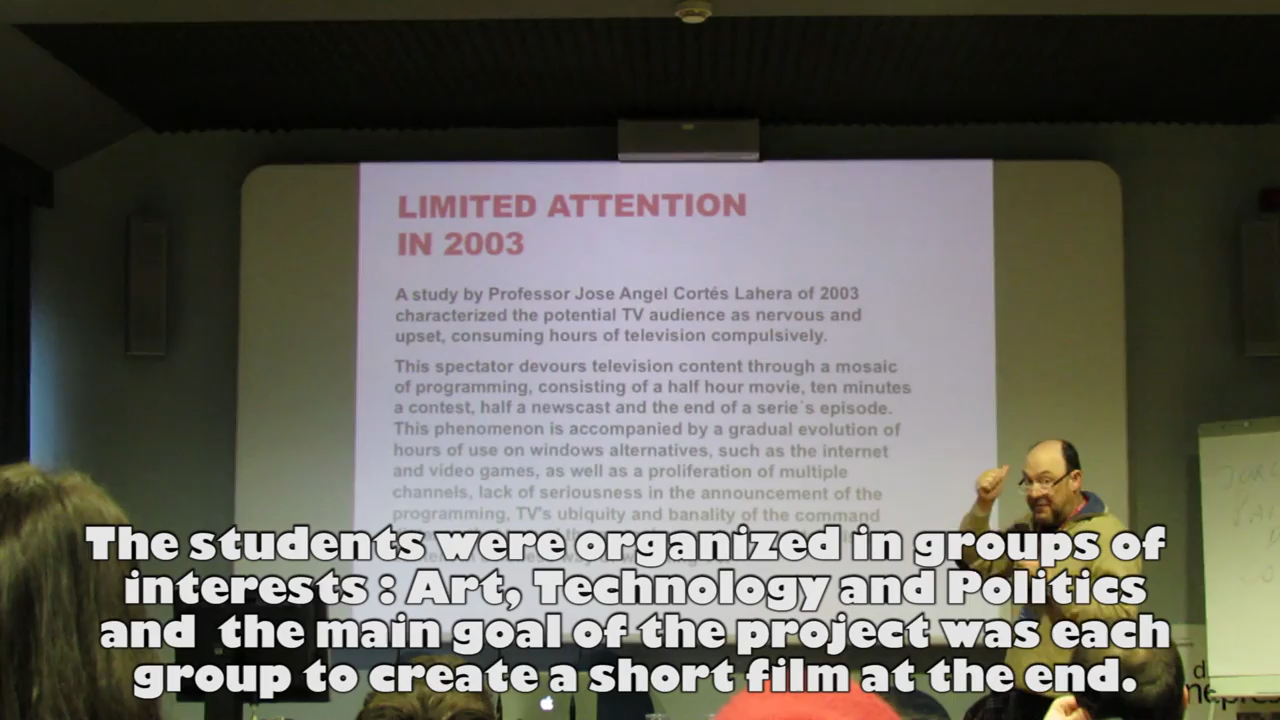 LIMITED ATTENTION
IN 2003
A study by Professor Jose Angel Cortés Lahera of 2003
characterized the potential TV audience as nervous and
upset, consuming hours of television compulsively.
This spectator devours television content through a mosaic
of programming, consisting of a half hour movie, ten minutes
a contest, half a newscast and the end of a serie´s episode.
This phenomenon is accompanied by a gradual evolution of
hours of use on windows alternatives, such as the internet
and video games, as well as a proliferation of multiple
channels, lack of seriousness in the announcement of the
programming, TV's ubiquity and banality of the command
The students were organized in groups of
interests : Art, Technology and Politics
and the main goal of the project was each
group to create a short film at the end.